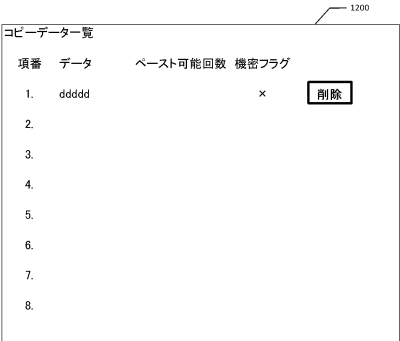 1200
コピーデーター覧
項番 データ ペースト可能回数 機密フラグ
1. ddddd × 削除
2.
3.
4.
5.
6.
7.
8.